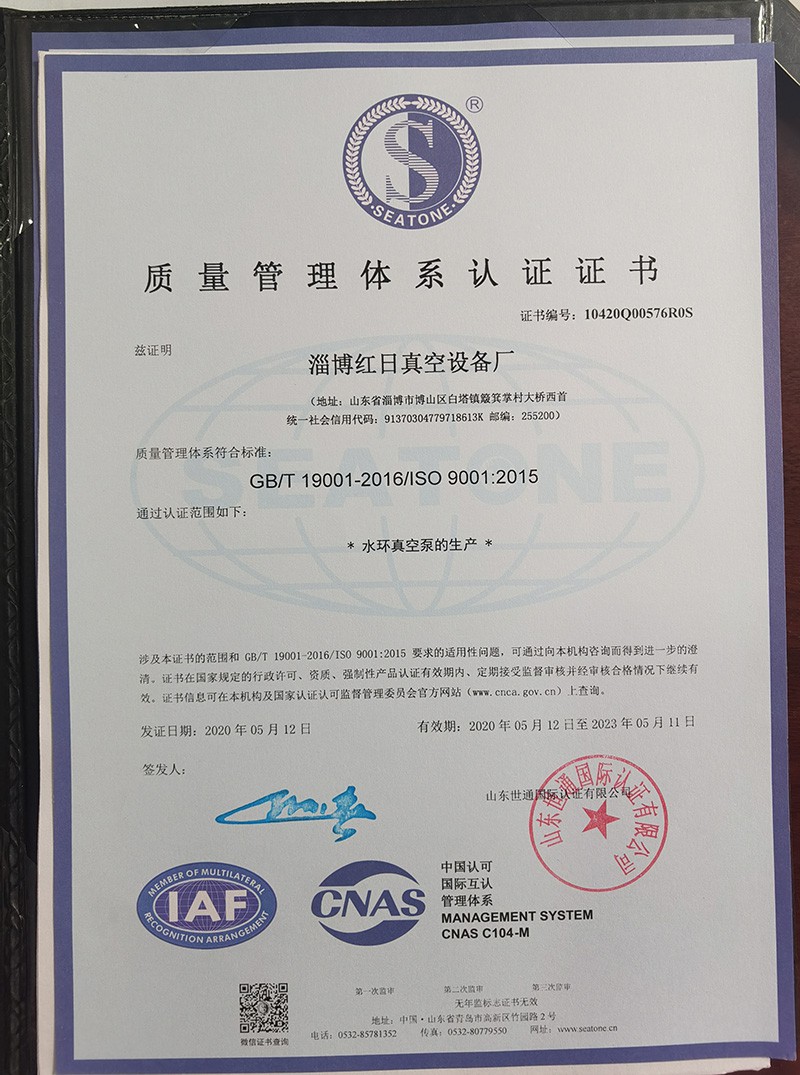 ®
SEATONE
质量管理体系认证证书
证书编号：10420Q00576R0S
兹证明
淄博红日真空设备厂
（地址：山东省淄博市博山区白塔镇簸箕掌村大桥西首
统一社会信用代码：91370304779718613K 邮编：255200）
质量管理体系符合标准：
SEATONE
GB/T 19001-2016/ISO 9001:2015
通过认证范围如下：
* 水环真空泵的生产 *
涉及本证书的范围和 GB/T 19001-2016/ISO 9001:2015 要求的适用性问题，可通过向本机构咨询而得到进一步的澄
清。证书在国家规定的行政许可、资质、强制性产品认证有效期内、定期接受监督审核并经审核合格情况下继续有
效。证书信息可在本机构及国家认证认可监督管理委员会官方网站（www.cnca.gov.cn）上查询。
发证日期：2020 年 05 月 12 日
有效期：2020 年 05 月 12 日至 2023 年 05 月 11 日
签发人：
山东世通国际认证有限公司
山东世通国际认证有限公司
MEMBER OF MULTILATERAL
IAF
RECOGNITION ARRANGEMENT
CNAS
中国认可
国际互认
管理体系
MANAGEMENT SYSTEM
CNAS C104-M
第一次监审 第二次监审 第三次监审
无年监标志证书无效
地址：中国·山东省青岛市高新区竹园路 2 号
电话：0532-85781352 传真：0532-80779550 网址：www.seatone.cn
微信证书查询